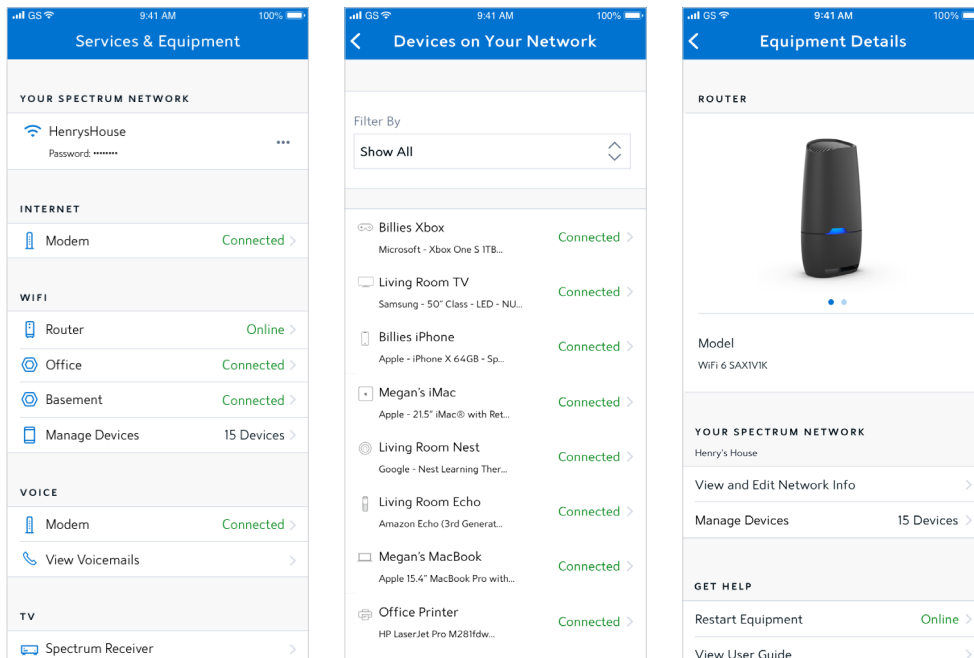 GS 9:41 AM 100%
Services & Equipment
YOUR SPECTRUM NETWORK
HenrysHouse
Password: ••••••••
INTERNET
Modem Connected
WIFI
Router Online
Office Connected
Basement Connected
Manage Devices 15 Devices
VOICE
Modem Connected
View Voicemails
TV
Spectrum Receiver
GS 9:41 AM 100%
Devices on Your Network
Filter By
Show All
Billies Xbox
Microsoft - Xbox One S 1TB...
Connected
Living Room TV
Samsung - 50" Class - LED - NU...
Connected
Billies iPhone
Apple - iPhone X 64GB - Sp...
Connected
Megan's iMac
Apple - 21.5" iMac® with Ret...
Connected
Living Room Nest
Google - Nest Learning Ther...
Connected
Living Room Echo
Amazon Echo (3rd Generat...
Connected
Megan's MacBook
Apple 15.4" MacBook Pro with...
Connected
Office Printer
HP LaserJet Pro M281fdw...
Connected
GS 9:41 AM 100%
Equipment Details
ROUTER
Model
WiFi 6 SAX1V1K
YOUR SPECTRUM NETWORK
Henry's House
View and Edit Network Info
Manage Devices 15 Devices
GET HELP
Restart Equipment Online
View User Guide